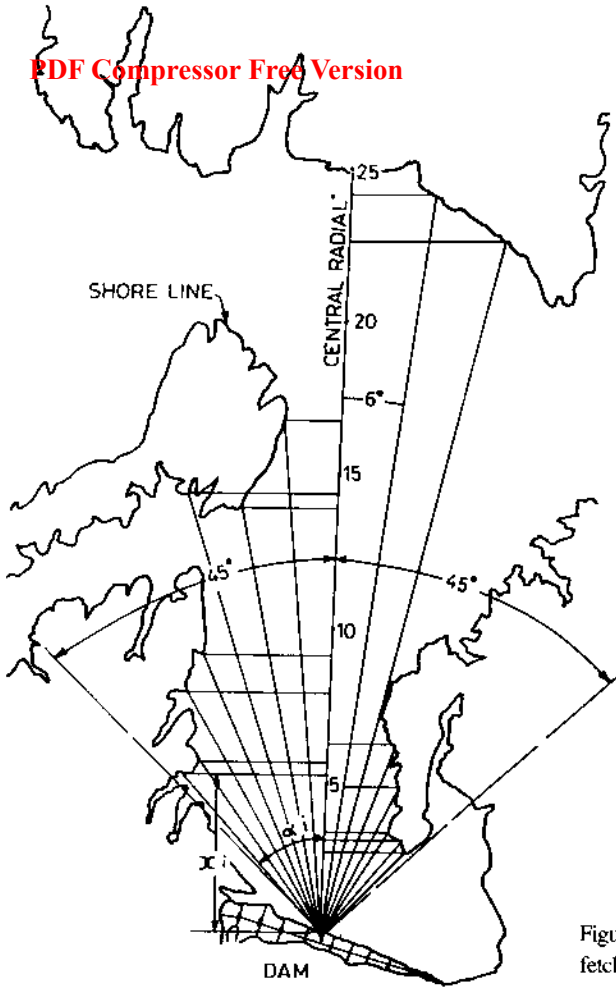 PDF Compressor Free Version
25
CENTRAL RADIAL
SHORE LINE
20
6°
15
45°
45°
10
5
αi
xi
DAM
Figu
fetch